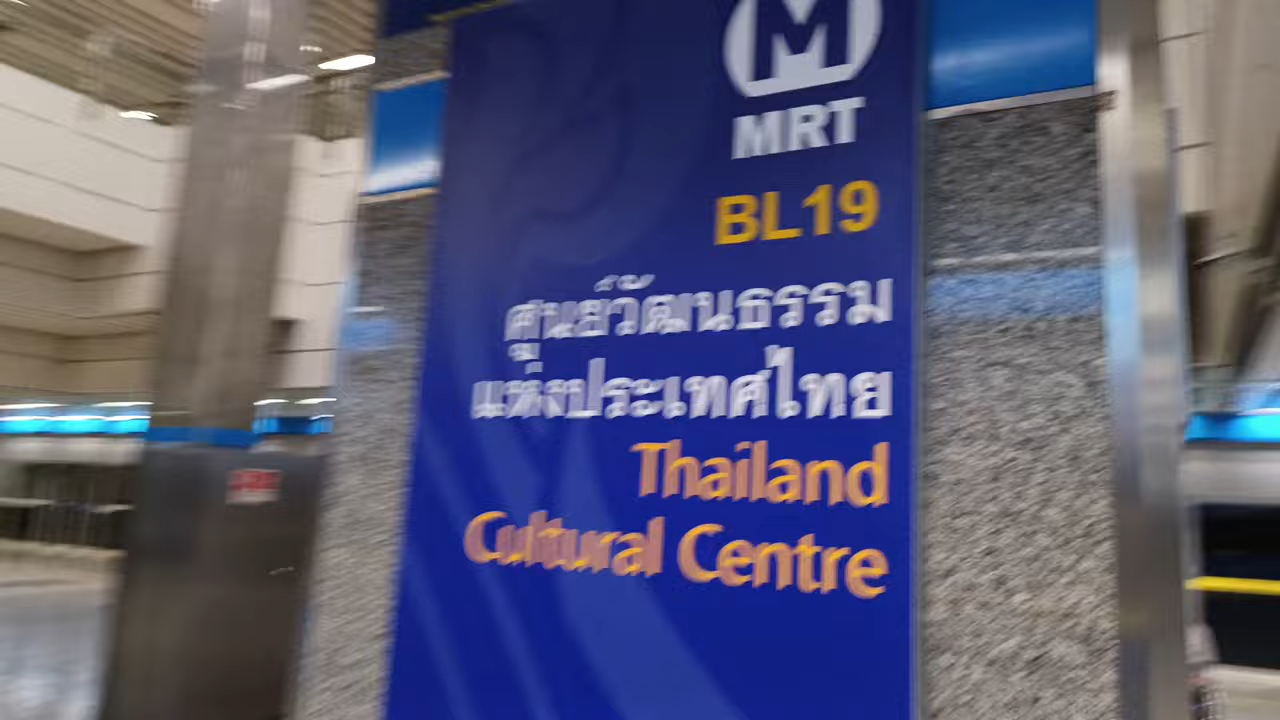 M
MRT
BL19
ศูนย์วัฒนธรรม
แห่งประเทศไทย
Thailand
Cultural Centre